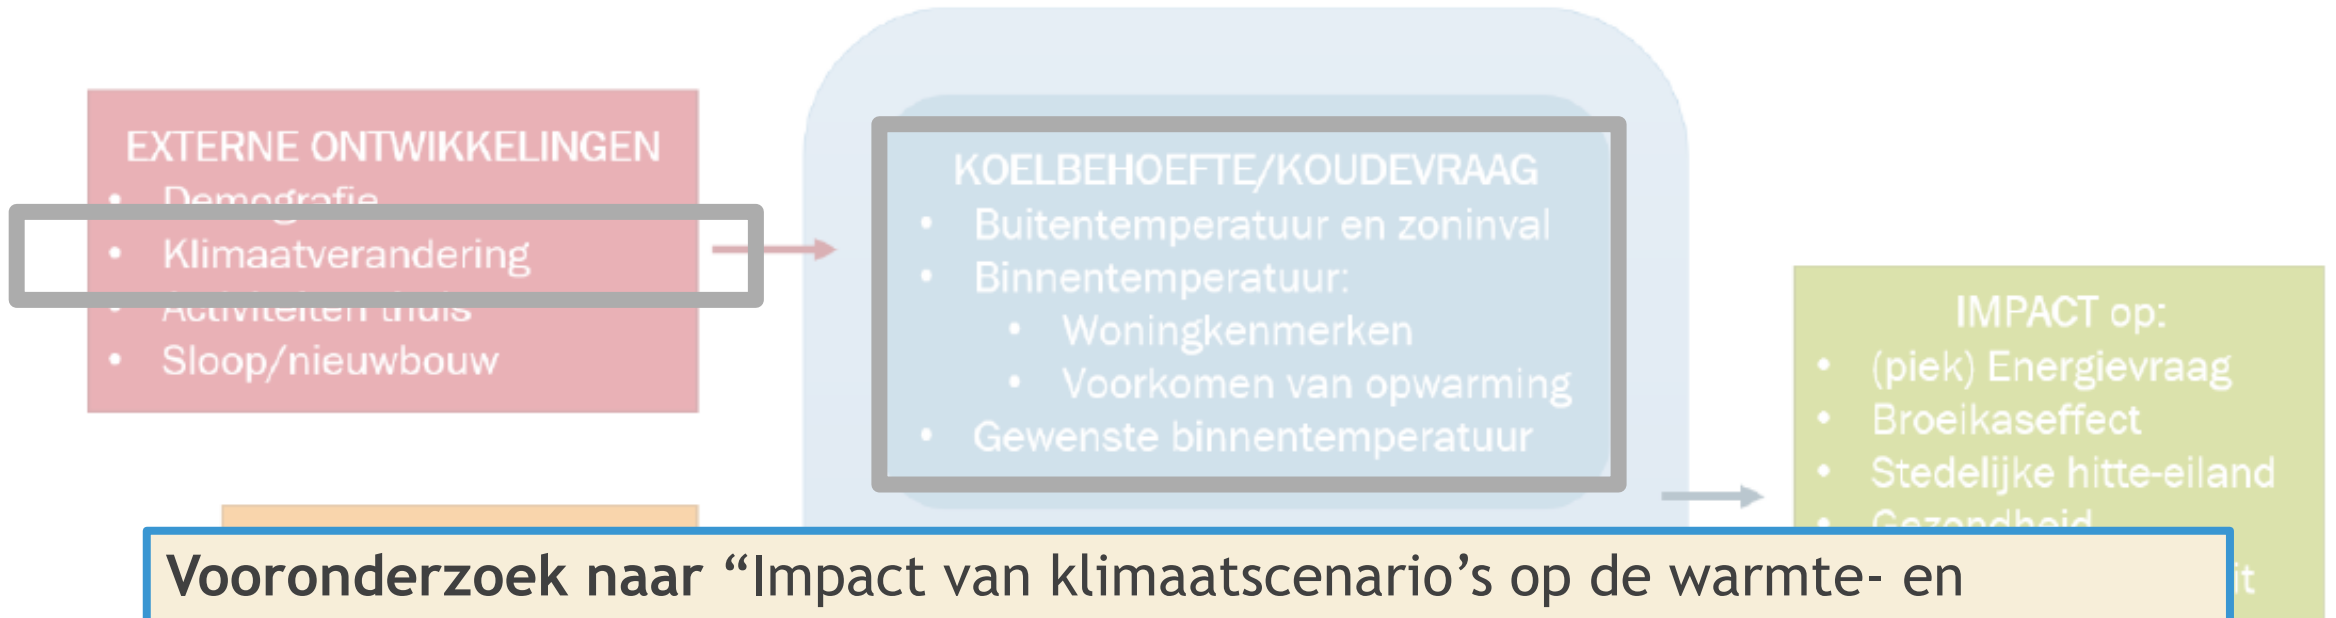 EXTERNE ONTWIKKELINGEN
• Demografie
• Klimaatverandering
• Activiteiten thuis
• Sloop/nieuwbouw
KOELBEHOEFTE/KOUDEVRAAG
• Buitentemperatuur en zoninval
• Binnentemperatuur:
• Woningkenmerken
• Voorkomen van opwarming
• Gewenste binnentemperatuur
IMPACT op:
• (piek) Energievraag
• Broeikaseffect
• Stedelijke hitte-eiland
• Gezondheid
Vooronderzoek naar “Impact van klimaatscenario’s op de warmte- en